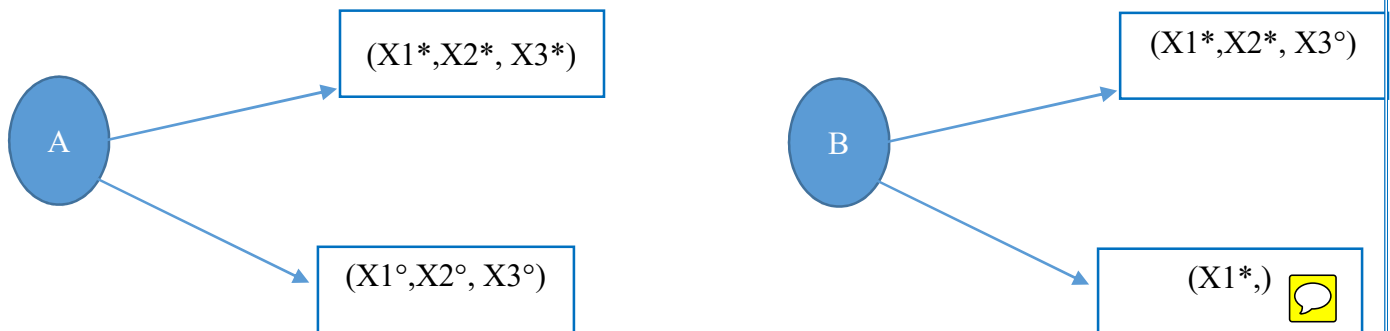 (X1*,X2*, X3*)
A
(X1°,X2°, X3°)
(X1*,X2*, X3°)
B
(X1*,)